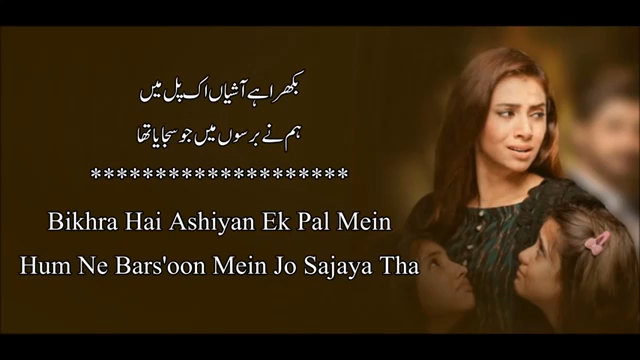 بکھرا ہے آشیاں اک پل میں
ہم نے برسوں میں جو سجایا تھا
********************
Bikhra Hai Ashiyan Ek Pal Mein
Hum Ne Bars'oon Mein Jo Sajaya Tha